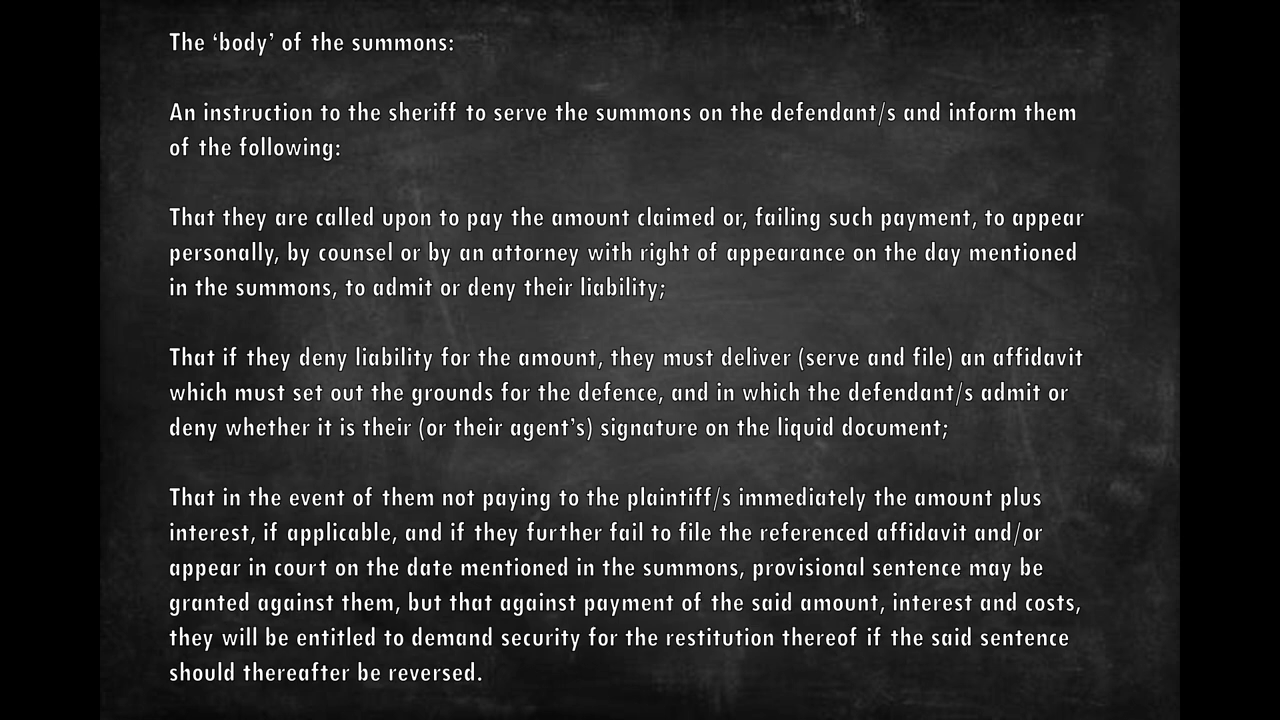 The ‘body’ of the summons:
An instruction to the sheriff to serve the summons on the defendant/s and inform them
of the following:
That they are called upon to pay the amount claimed or, failing such payment, to appear
personally, by counsel or by an attorney with right of appearance on the day mentioned
in the summons, to admit or deny their liability;
That if they deny liability for the amount, they must deliver (serve and file) an affidavit
which must set out the grounds for the defence, and in which the defendant/s admit or
deny whether it is their (or their agent’s) signature on the liquid document;
That in the event of them not paying to the plaintiff/s immediately the amount plus
interest, if applicable, and if they further fail to file the referenced affidavit and/or
appear in court on the date mentioned in the summons, provisional sentence may be
granted against them, but that against payment of the said amount, interest and costs,
they will be entitled to demand security for the restitution thereof if the said sentence
should thereafter be reversed.